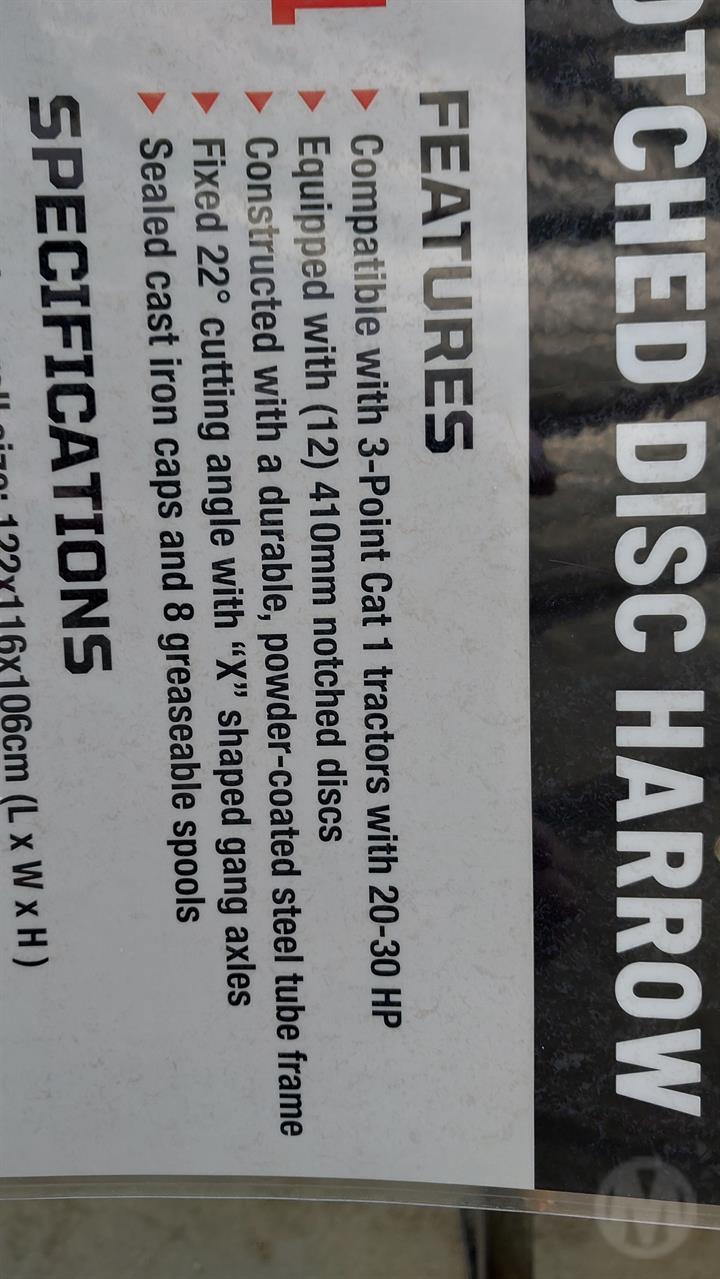 OTCHED DISC HARROW
FEATURES
Compatible with 3-Point Cat 1 tractors with 20-30 HP
Equipped with (12) 410mm notched discs
Constructed with a durable, powder-coated steel tube frame
Fixed 22° cutting angle with “X” shaped gang axles
Sealed cast iron caps and 8 greaseable spools
SPECIFICATIONS
size: 122x116x106cm (L x W x H)